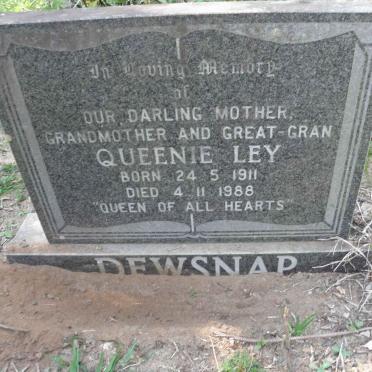 In Loving Memory
of
OUR DARLING MOTHER,
GRANDMOTHER AND GREAT-GRAN
QUEENIE LEY
BORN 24 5 1911
DIED 4 11 1988
"QUEEN OF ALL HEARTS"
DEWSNAP